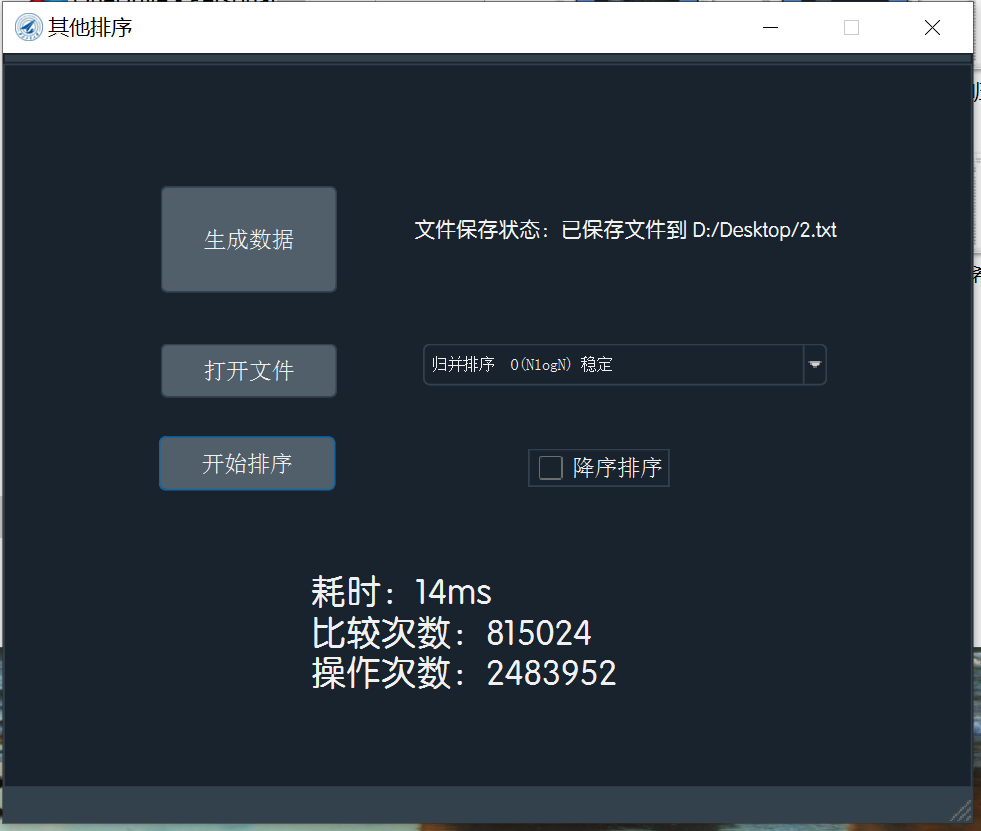 其他排序
生成数据
文件保存状态：已保存文件到 D:/Desktop/2.txt
打开文件
归并排序 O(NlogN) 稳定
开始排序
降序排序
耗时：14ms
比较次数：815024
操作次数：2483952